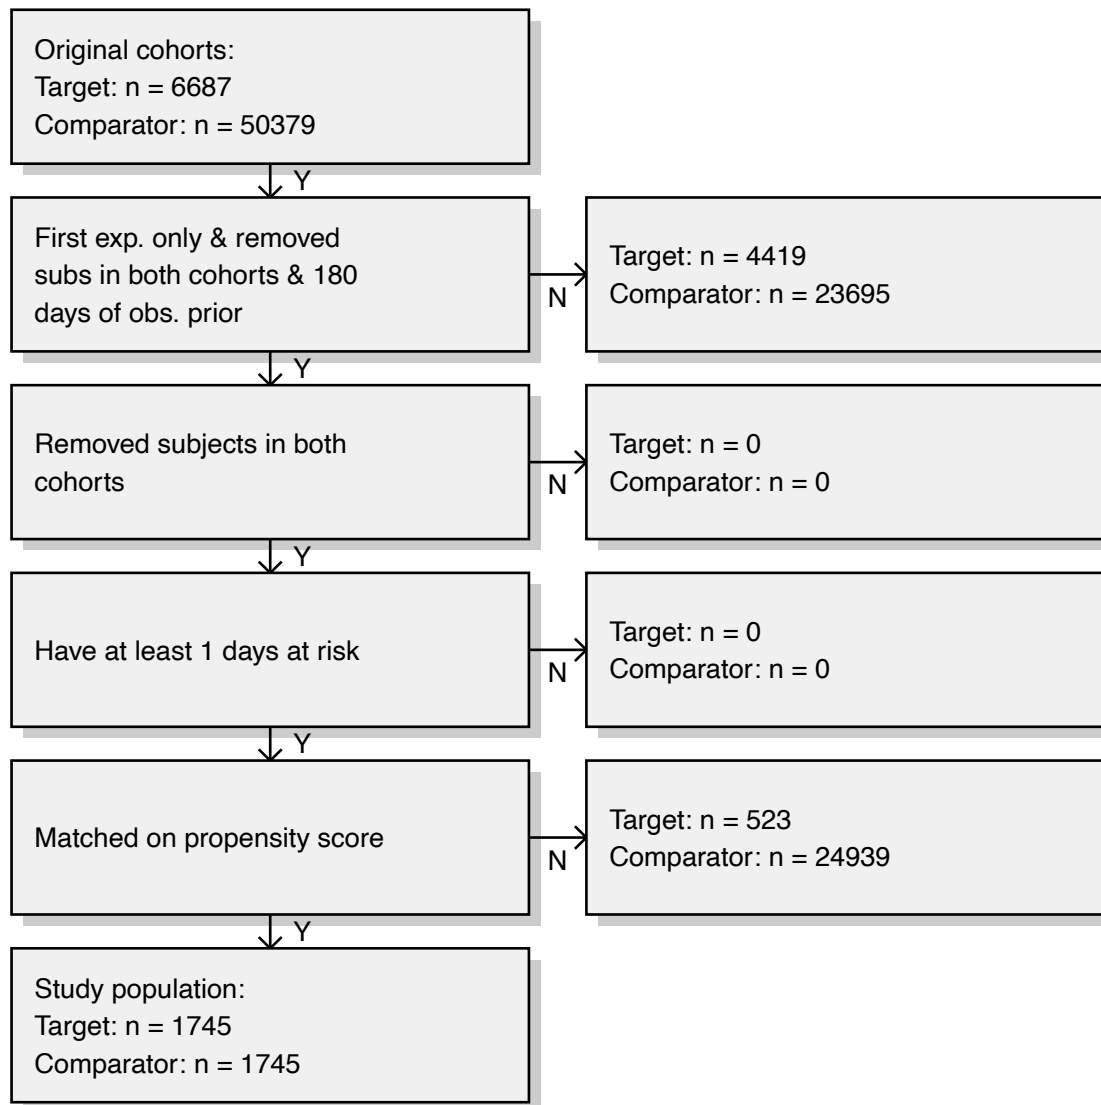 Original cohorts:
Target: n = 6687
Comparator: n = 50379
Y
First exp. only & removed
subs in both cohorts & 180
days of obs. prior
N
Target: n = 4419
Comparator: n = 23695
Y
Removed subjects in both
cohorts
N
Target: n = 0
Comparator: n = 0
Y
Have at least 1 days at risk
N
Target: n = 0
Comparator: n = 0
Y
Matched on propensity score
N
Target: n = 523
Comparator: n = 24939
Y
Study population:
Target: n = 1745
Comparator: n = 1745